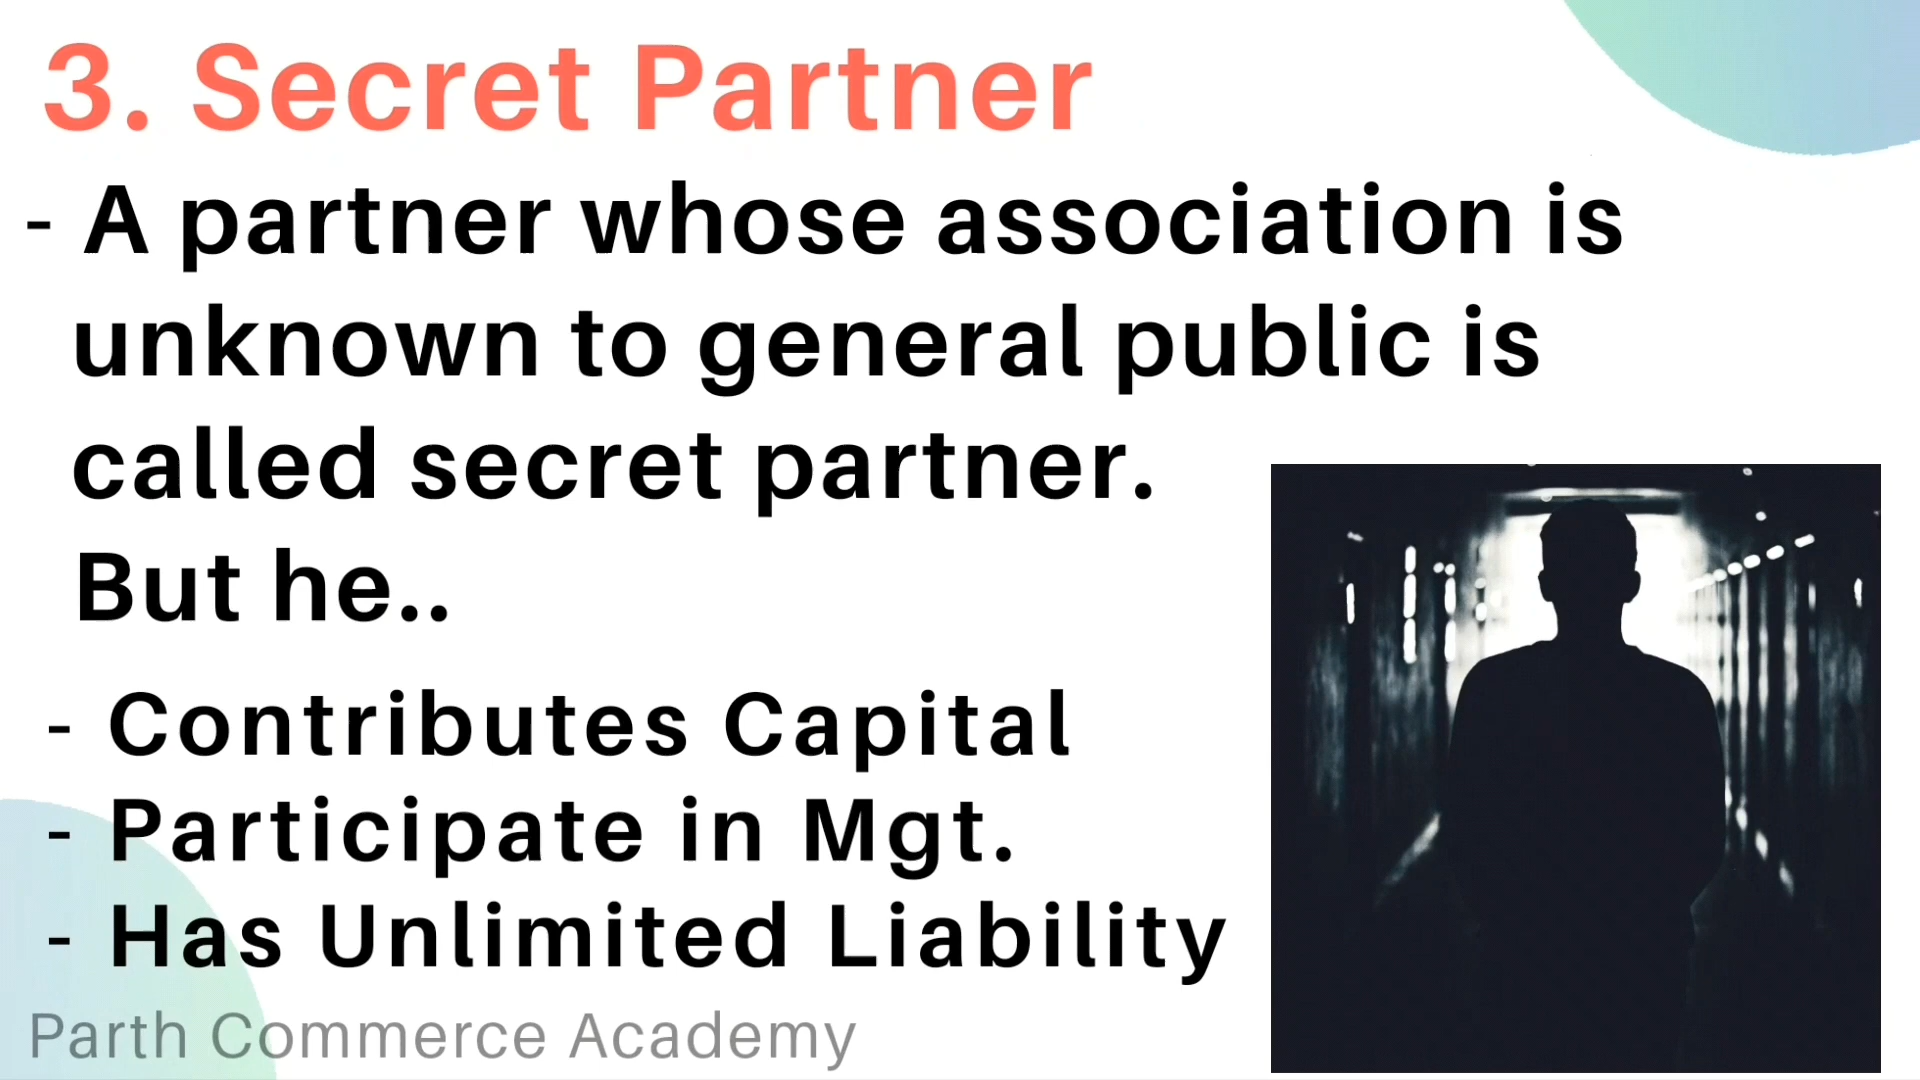 3. Secret Partner
- A partner whose association is
unknown to general public is
called secret partner.
But he..
- Contributes Capital
- Participate in Mgt.
- Has Unlimited Liability
Parth Commerce Academy